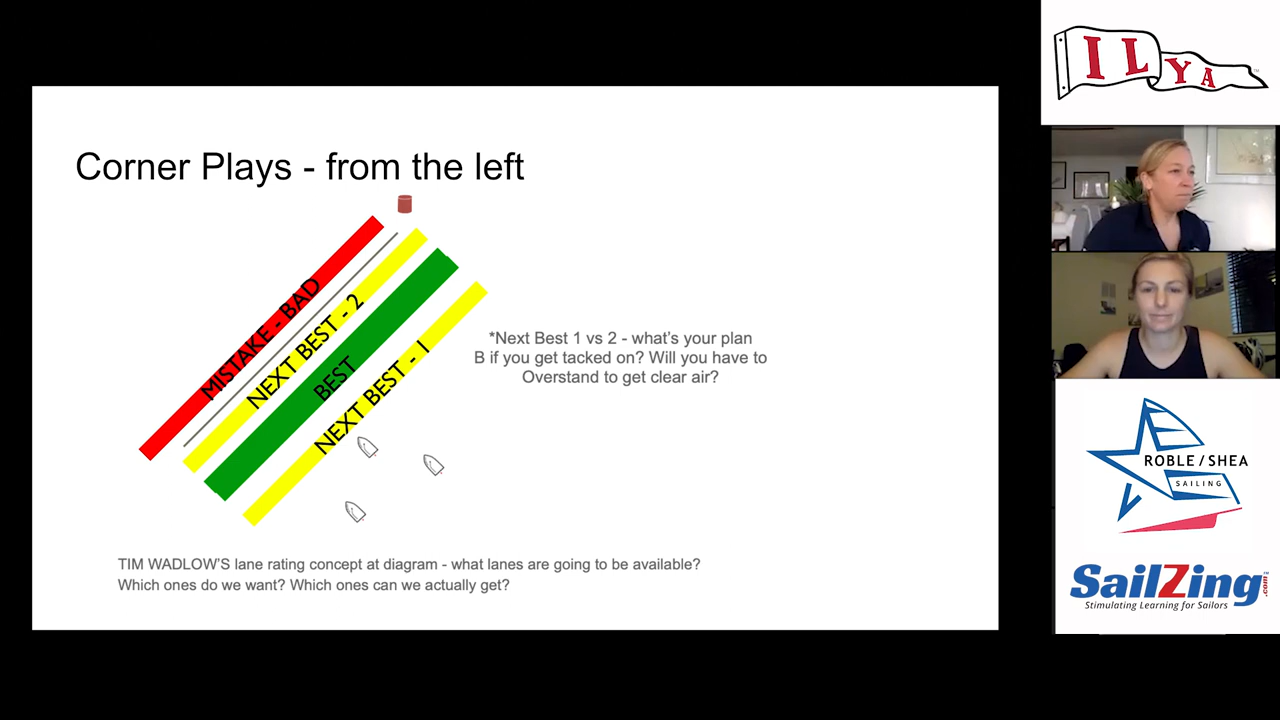 Corner Plays - from the left
MISTAKE - BAD
NEXT BEST - 2
BEST
NEXT BEST - 1
*Next Best 1 vs 2 - what's your plan
B if you get tacked on? Will you have to
Overstand to get clear air?
TIM WADLOW'S lane rating concept at diagram - what lanes are going to be available?
Which ones do we want? Which ones can we actually get?
ILYA
ROBLE/SHEA
SAILING
SailZing.com
Stimulating Learning for Sailors